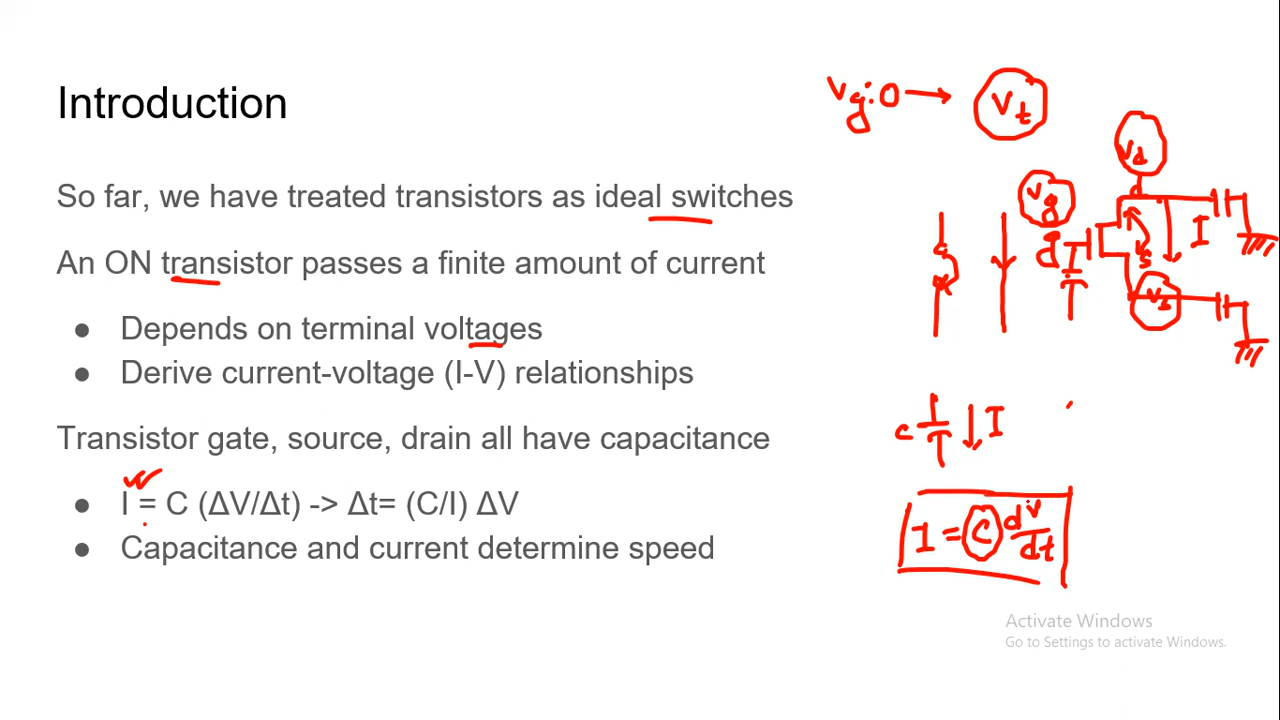 Introduction
So far, we have treated transistors as ideal switches
An ON transistor passes a finite amount of current
● Depends on terminal voltages
● Derive current-voltage (I-V) relationships
Transistor gate, source, drain all have capacitance
● I = C (ΔV/Δt) -> Δt= (C/I) ΔV
● Capacitance and current determine speed
Vg: 0 → Vt
Vd
d
Vg
g
I
s
Vs
C ↓ I
I = C dV/dt
Activate Windows
Go to Settings to activate Windows.